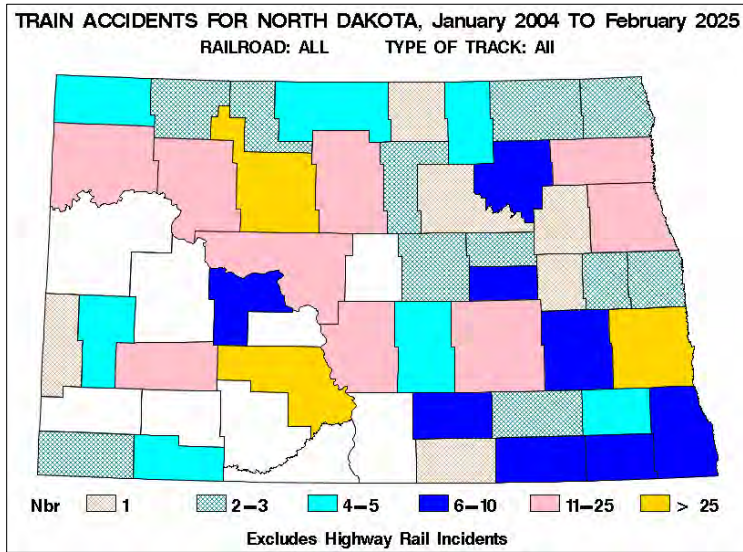 TRAIN ACCIDENTS FOR NORTH DAKOTA, January 2004 TO February 2025
RAILROAD: ALL TYPE OF TRACK: All
Nbr 1 2-3 4-5 6-10 11-25 > 25
Excludes Highway Rail Incidents